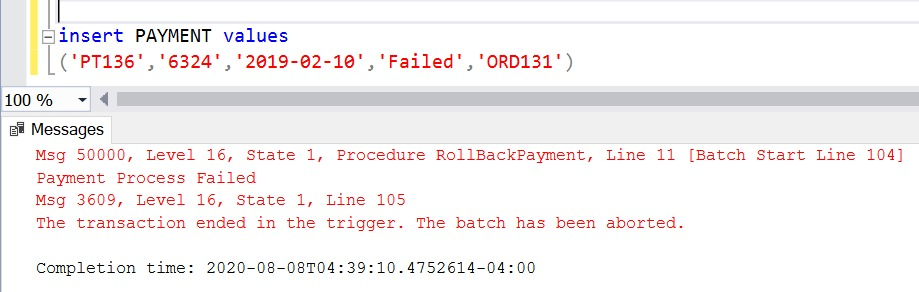 insert PAYMENT values
('PT136','6324','2019-02-10','Failed','ORD131')
100 %
Messages
Msg 50000, Level 16, State 1, Procedure RollBackPayment, Line 11 [Batch Start Line 104]
Payment Process Failed
Msg 3609, Level 16, State 1, Line 105
The transaction ended in the trigger. The batch has been aborted.
Completion time: 2020-08-08T04:39:10.4752614-04:00